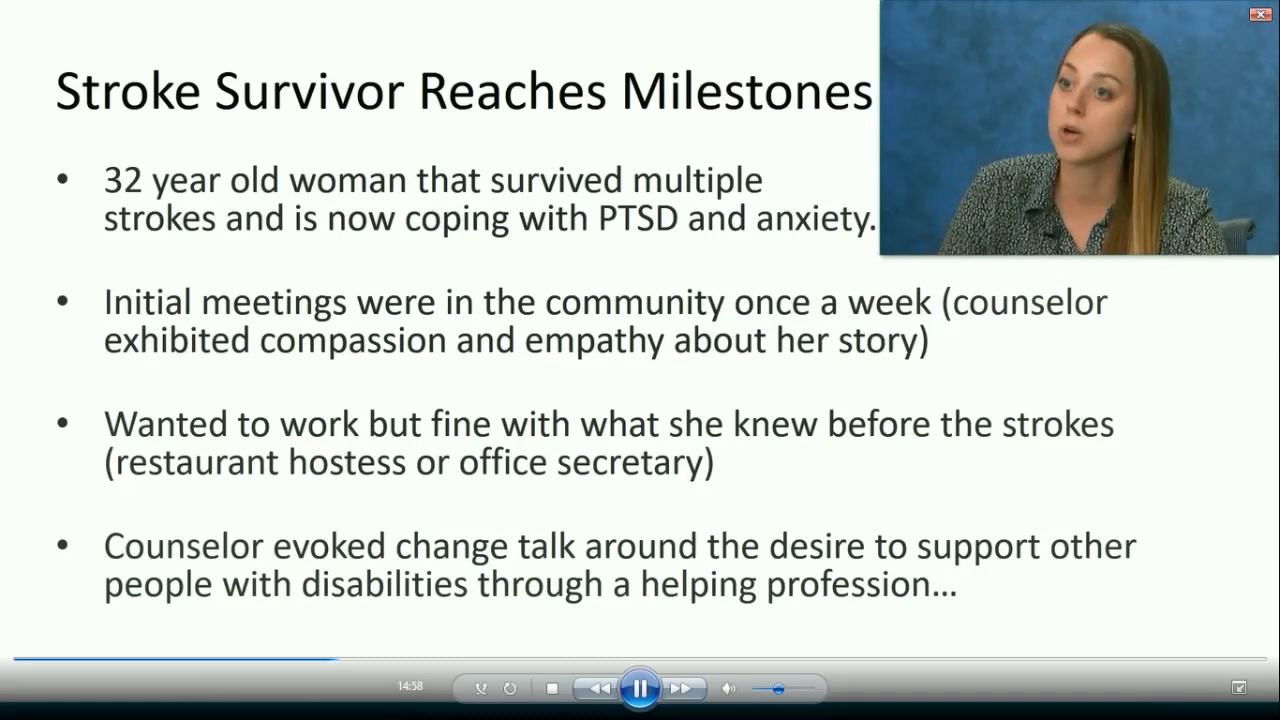 Stroke Survivor Reaches Milestones
• 32 year old woman that survived multiple
strokes and is now coping with PTSD and anxiety.
• Initial meetings were in the community once a week (counselor
exhibited compassion and empathy about her story)
• Wanted to work but fine with what she knew before the strokes
(restaurant hostess or office secretary)
• Counselor evoked change talk around the desire to support other
people with disabilities through a helping profession…
14:58